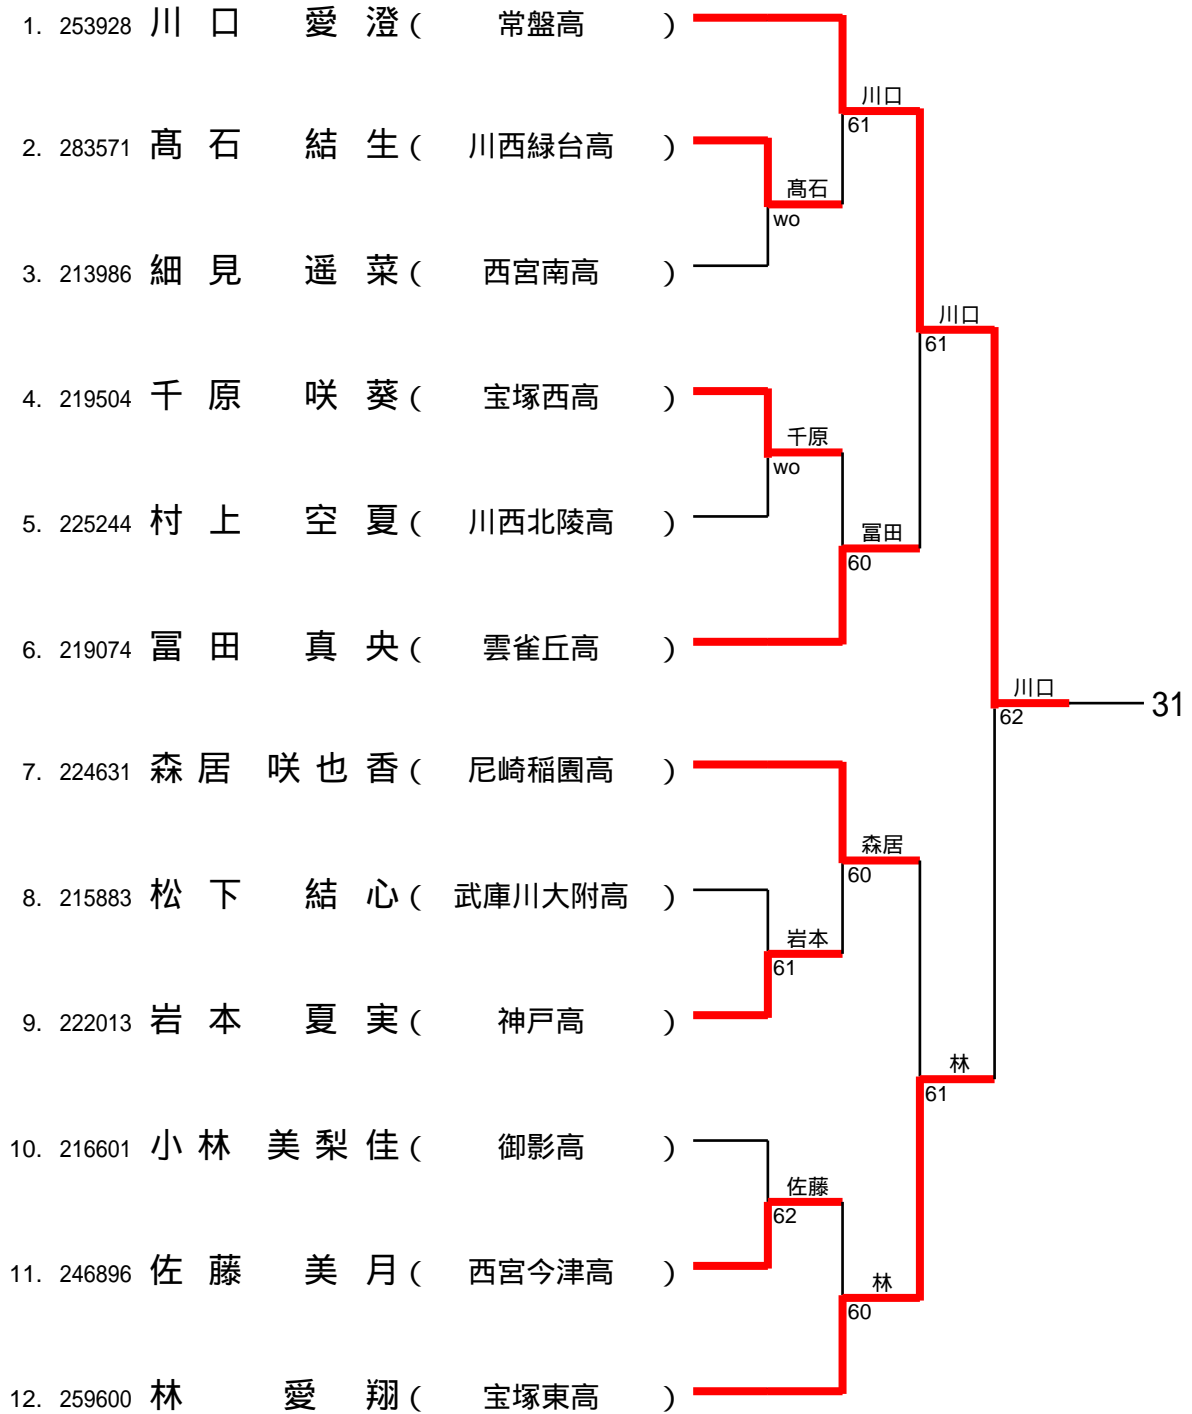 1. 253928 川口 愛澄 ( 常盤高 )
川口
61
2. 283571 髙石 結生 ( 川西緑台高 )
髙石
wo
3. 213986 細見 遥菜 ( 西宮南高 )
川口
61
4. 219504 千原 咲葵 ( 宝塚西高 )
千原
wo
5. 225244 村上 空夏 ( 川西北陵高 )
冨田
60
6. 219074 冨田 真央 ( 雲雀丘高 )
川口
62
31
7. 224631 森居 咲也香 ( 尼崎稲園高 )
森居
60
8. 215883 松下 結心 ( 武庫川大附高 )
岩本
61
9. 222013 岩本 夏実 ( 神戸高 )
林
61
10. 216601 小林 美梨佳 ( 御影高 )
佐藤
62
11. 246896 佐藤 美月 ( 西宮今津高 )
林
60
12. 259600 林 愛翔 ( 宝塚東高 )